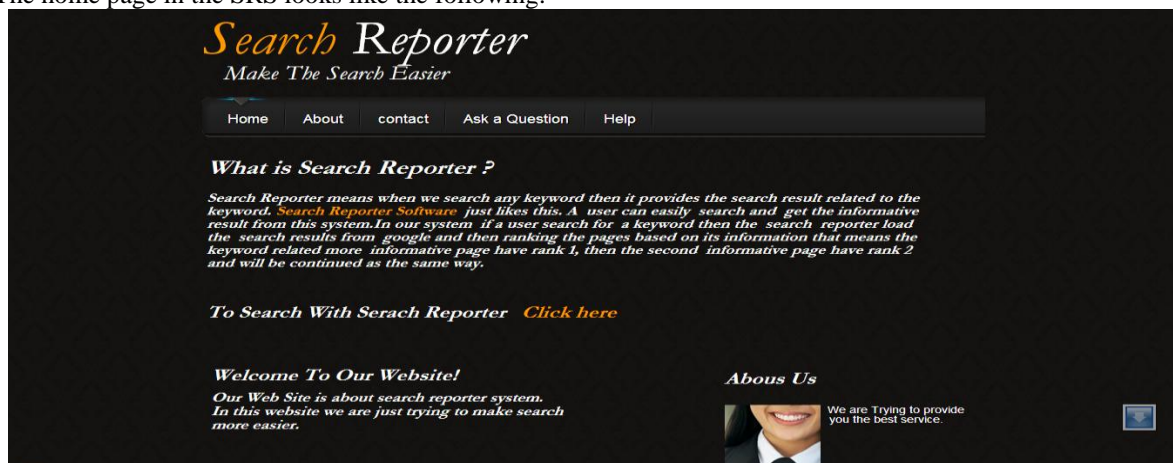 The home page in the SRS looks like the following:
Search Reporter
Make The Search Easier
Home About contact Ask a Question Help
What is Search Reporter ?
Search Reporter means when we search any keyword then it provides the search result related to the
keyword. Search Reporter Software just likes this. A user can easily search and get the informative
result from this system.In our system if a user search for a keyword then the search reporter load
the search results from google and then ranking the pages based on its information that means the
keyword related more informative page have rank 1, then the second informative page have rank 2
and will be continued as the same way.
To Search With Serach Reporter Click here
Welcome To Our Website!
Our Web Site is about search reporter system.
In this website we are just trying to make search
more easier.
Abous Us
We are Trying to provide
you the best service.